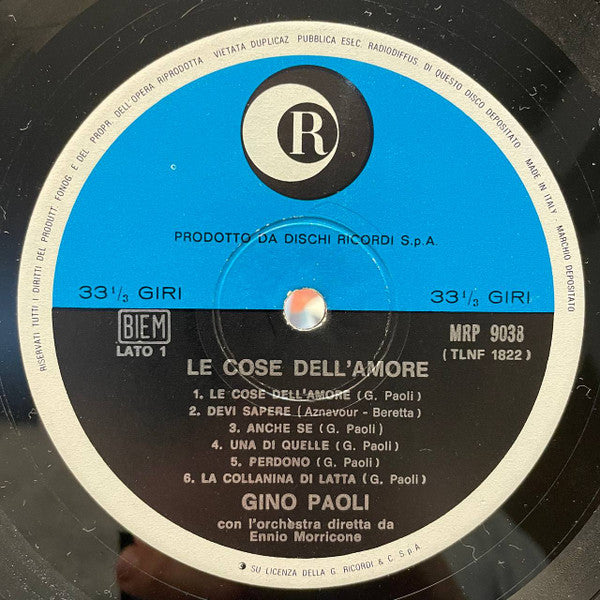 RISERVATI TUTTI I DIRITTI DEL PRODUTT. FONOG. E DEL PROPR. DELL'OPERA RIPRODOTTA VIETATA DUPLICAZ. PUBBLICA ESEC. RADIODIFFUS. DI QUESTO DISCO DEPOSITATO
MADE IN ITALY - MARCHIO DEPOSITATO
R
PRODOTTO DA DISCHI RICORDI S.p.A.
33 1/3 GIRI
33 1/3 GIRI
BIEM
LATO 1
MRP 9038
(TLNF 1822)
LE COSE DELL'AMORE
1. LE COSE DELL'AMORE (G. Paoli)
2. DEVI SAPERE (Aznavour - Beretta)
3. ANCHE SE (G. Paoli)
4. UNA DI QUELLE (G. Paoli)
5. PERDONO (G. Paoli)
6. LA COLLANINA DI LATTA (G. Paoli)
GINO PAOLI
con l'orchestra diretta da
Ennio Morricone
SU LICENZA DELLA G. RICORDI & C. S.p.A